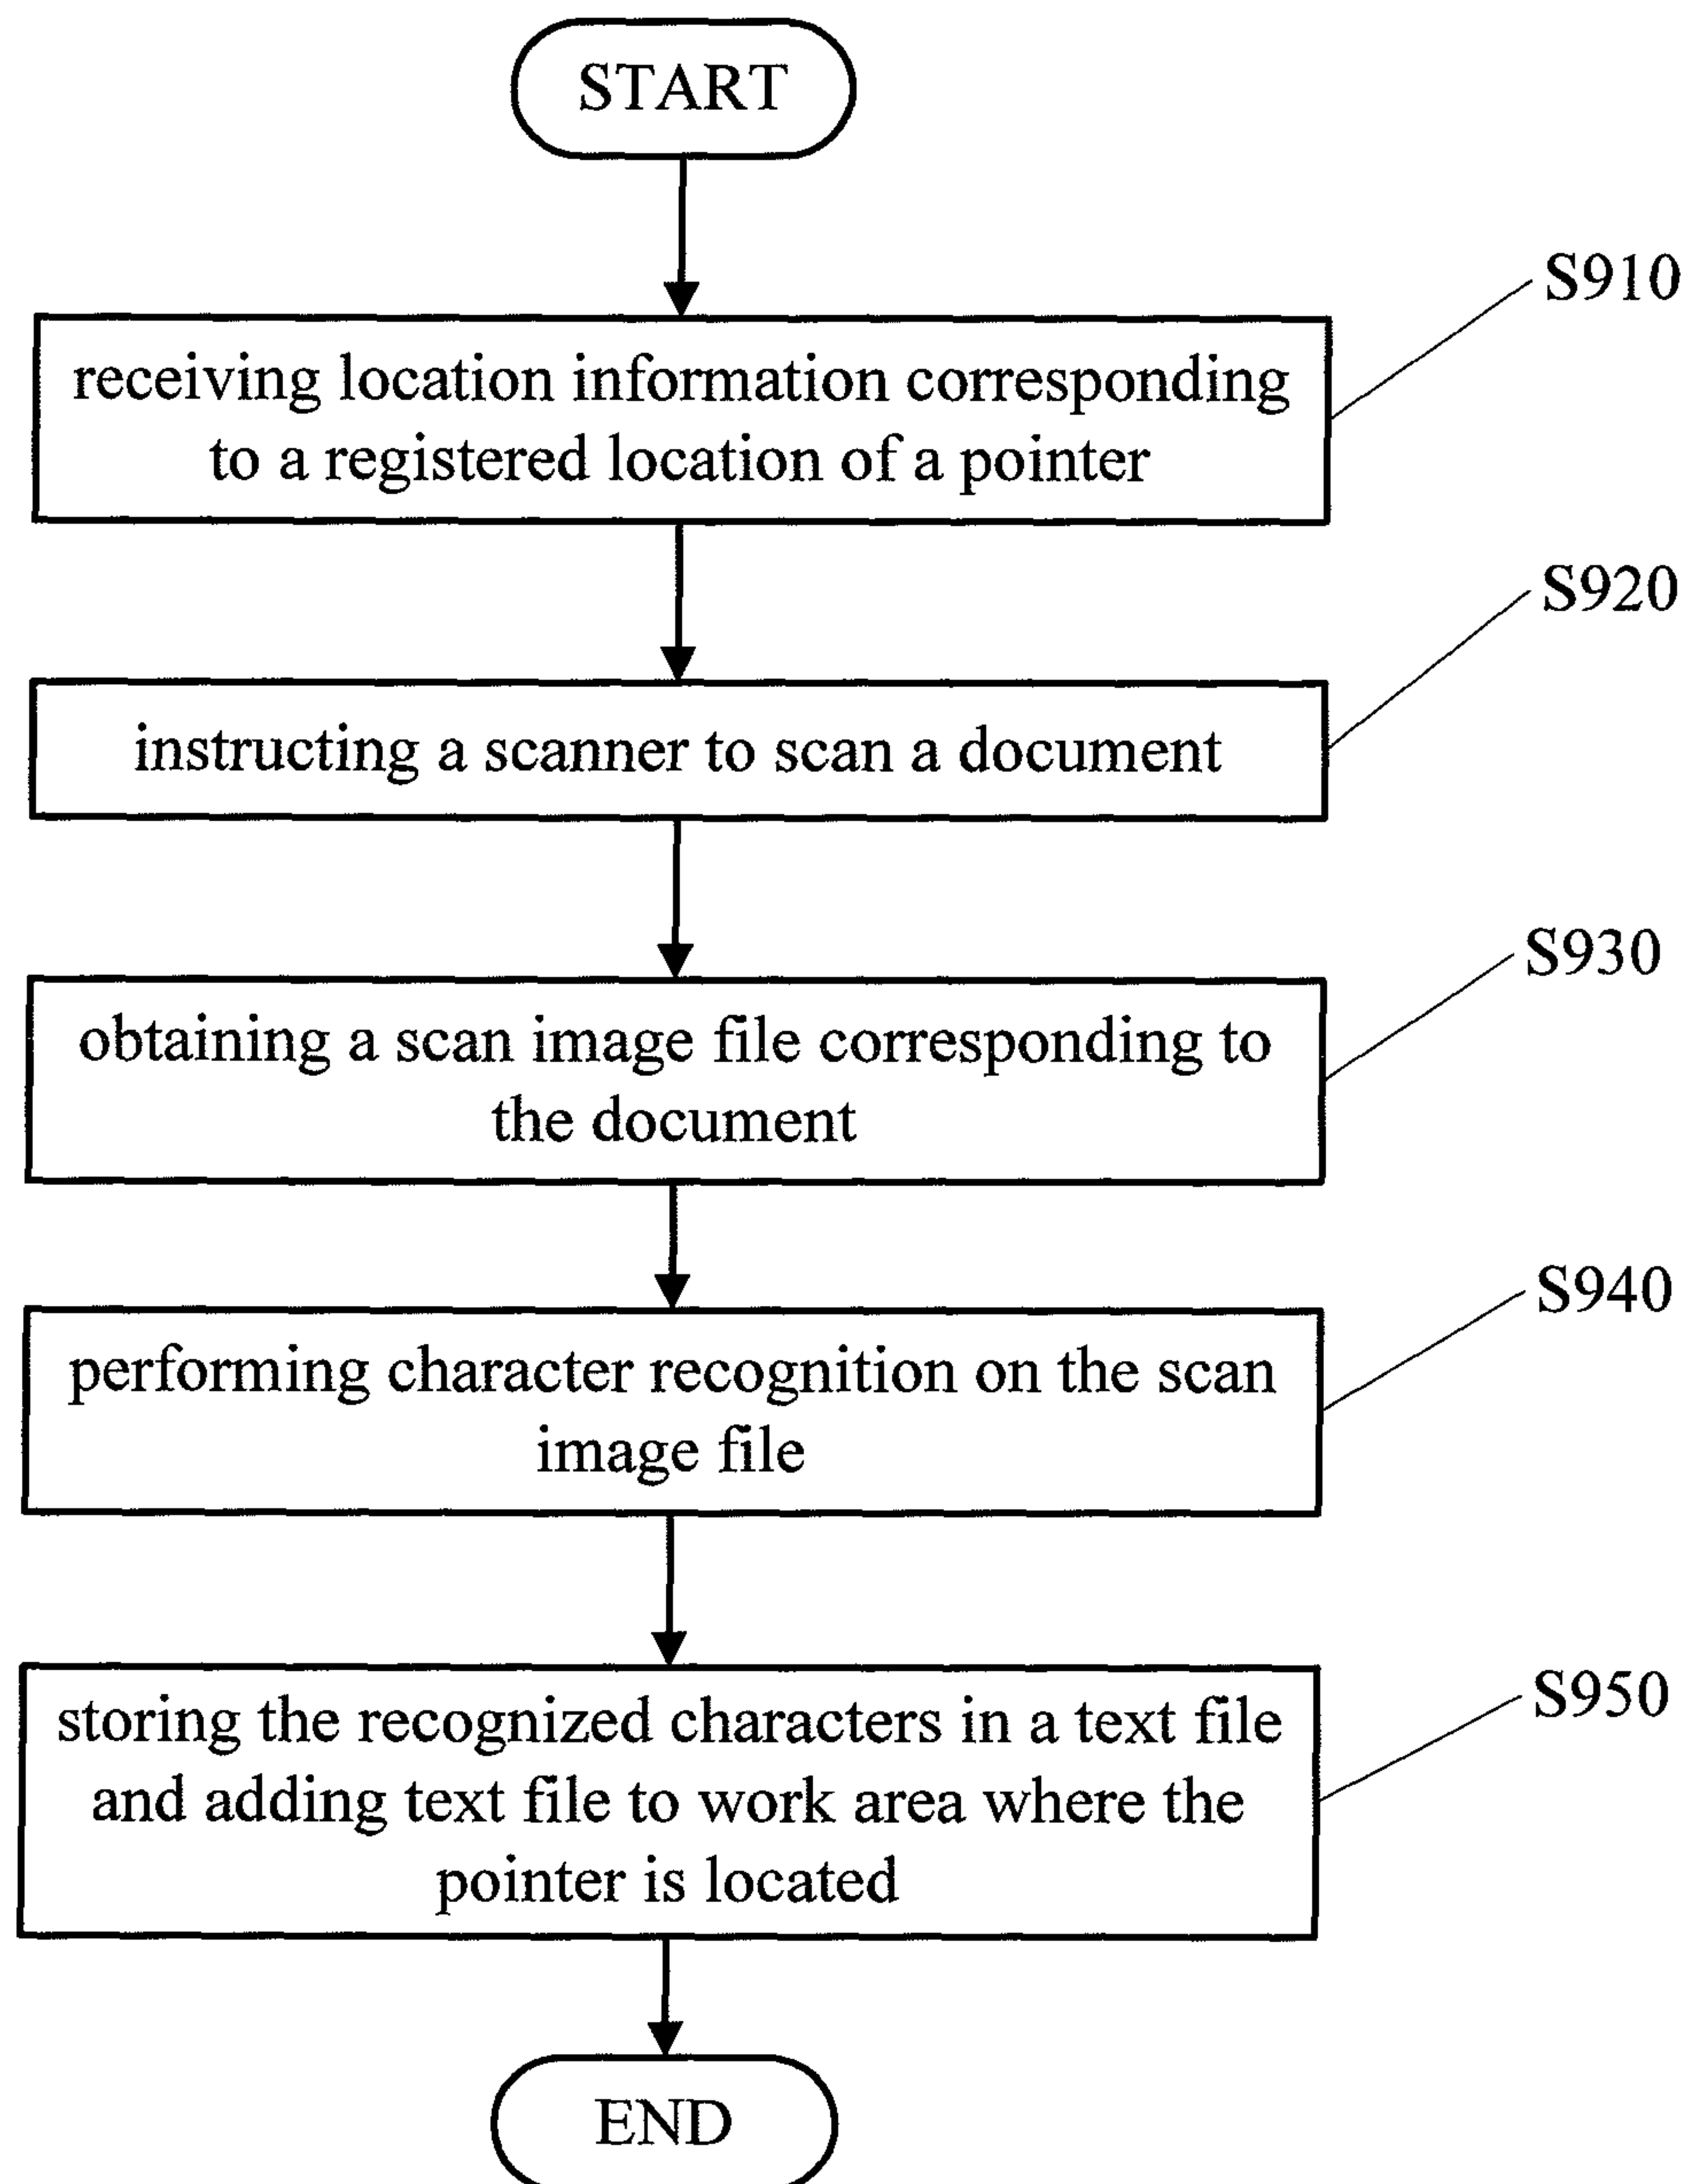 START
S910
receiving location information corresponding
to a registered location of a pointer
S920
instructing a scanner to scan a document
S930
obtaining a scan image file corresponding to
the document
S940
performing character recognition on the scan
image file
S950
storing the recognized characters in a text file
and adding text file to work area where the
pointer is located
END